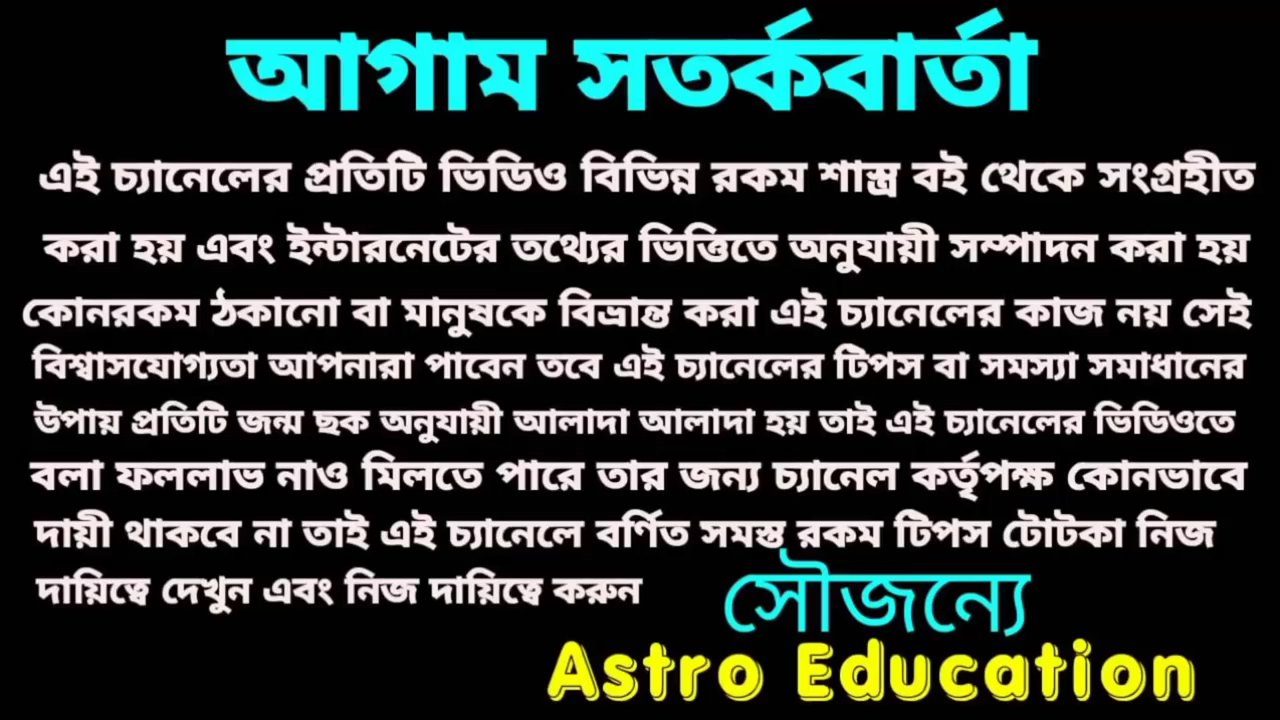 আগাম সতর্কবার্তা
এই চ্যানেলের প্রতিটি ভিডিও বিভিন্ন রকম শাস্ত্র বই থেকে সংগ্রহীত
করা হয় এবং ইন্টারনেটের তথ্যের ভিত্তিতে অনুযায়ী সম্পাদন করা হয়
কোনরকম ঠকানো বা মানুষকে বিভ্রান্ত করা এই চ্যানেলের কাজ নয় সেই
বিশ্বাসযোগ্যতা আপনারা পাবেন তবে এই চ্যানেলের টিপস বা সমস্যা সমাধানের
উপায় প্রতিটি জন্ম ছক অনুযায়ী আলাদা আলাদা হয় তাই এই চ্যানেলের ভিডিওতে
বলা ফললাভ নাও মিলতে পারে তার জন্য চ্যানেল কর্তৃপক্ষ কোনভাবে
দায়ী থাকবে না তাই এই চ্যানেলে বর্ণিত সমস্ত রকম টিপস টোটকা নিজ
দায়িত্বে দেখুন এবং নিজ দায়িত্বে করুন
সৌজন্যে
Astro Education